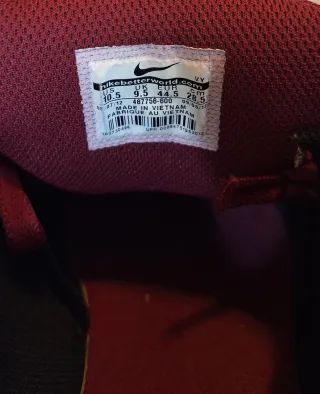 VY
nikebetterworld.com
US UK EUR cm
10.5 9.5 44.5 28.5
487756-600
MADE IN VIETNAM
FABRIQUE AU VIETNAM